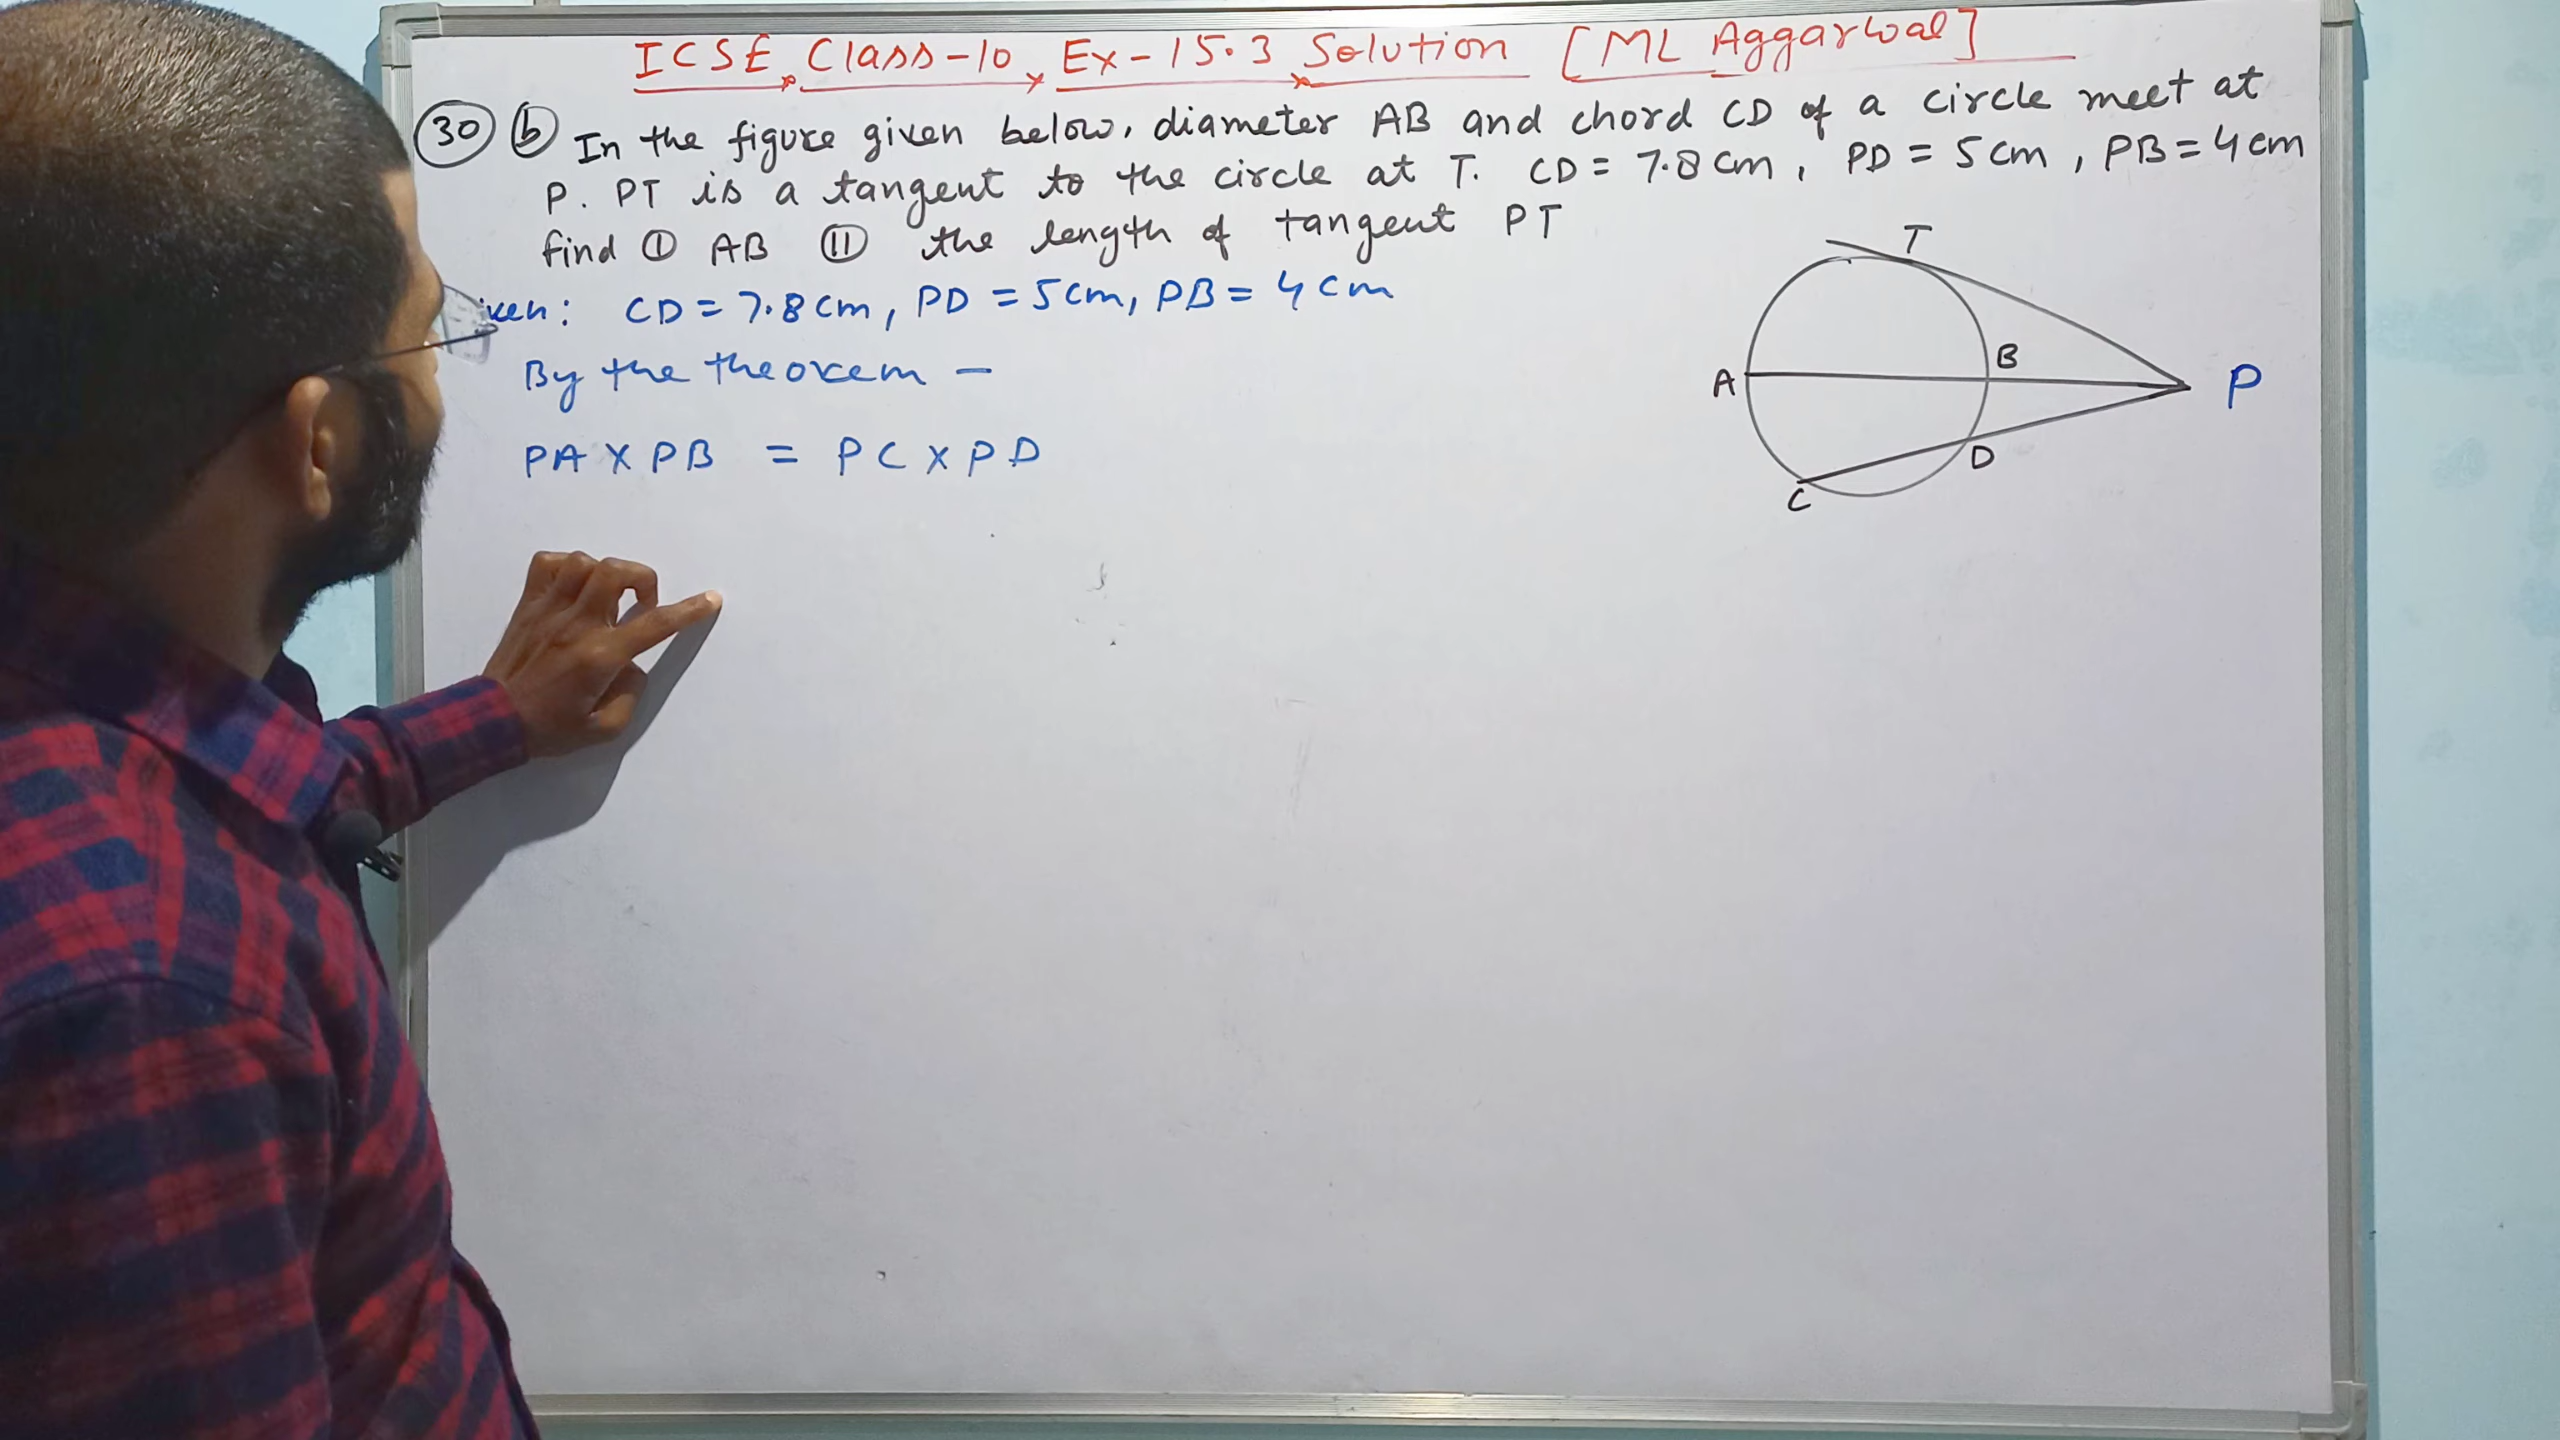 ICSE, Class-10, Ex-15.3, Solution [ML Aggarwal]
30 b In the figure given below, diameter AB and chord CD of a circle meet at
P. PT is a tangent to the circle at T. CD = 7.8 cm, PD = 5 cm, PB = 4 cm
find I AB II the length of tangent PT
CD = 7.8 cm, PD = 5 cm, PB = 4 cm
By the theorem -
PA X PB = PC X PD
T
B
A
P
D
C